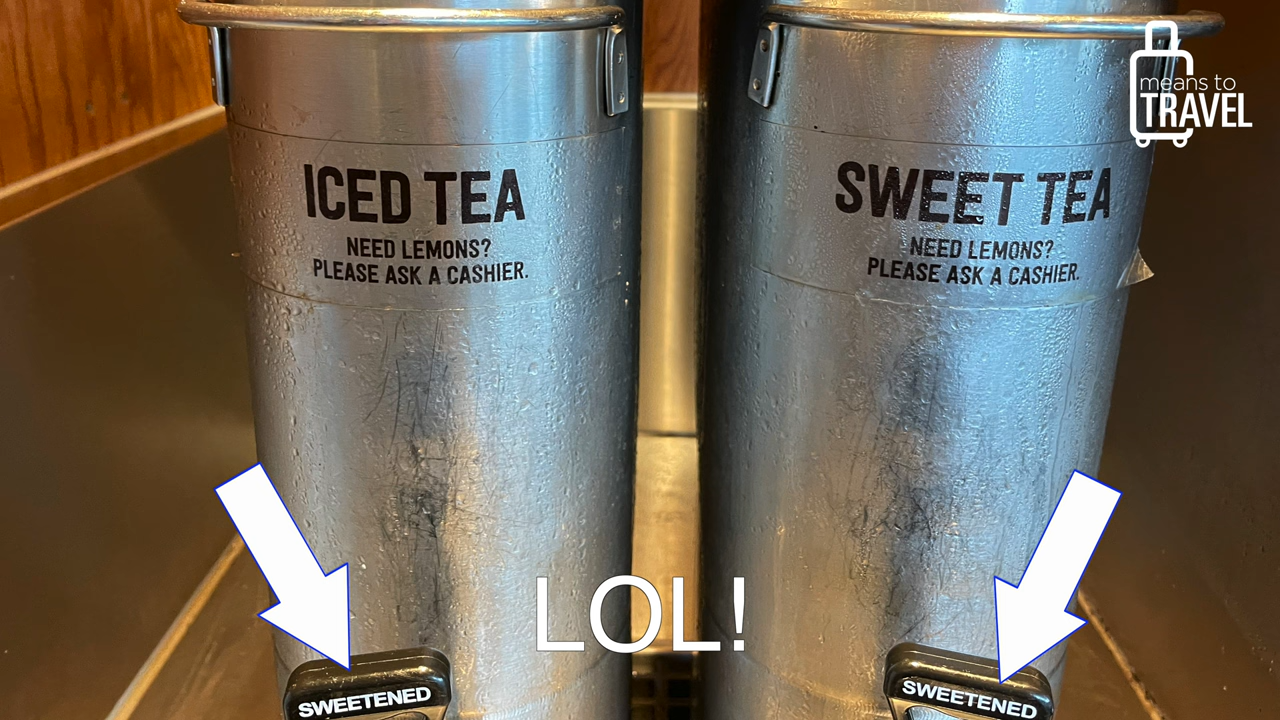 means to
TRAVEL
ICED TEA
NEED LEMONS?
PLEASE ASK A CASHIER.
SWEET TEA
NEED LEMONS?
PLEASE ASK A CASHIER.
LOL!
SWEETENED
SWEETENED